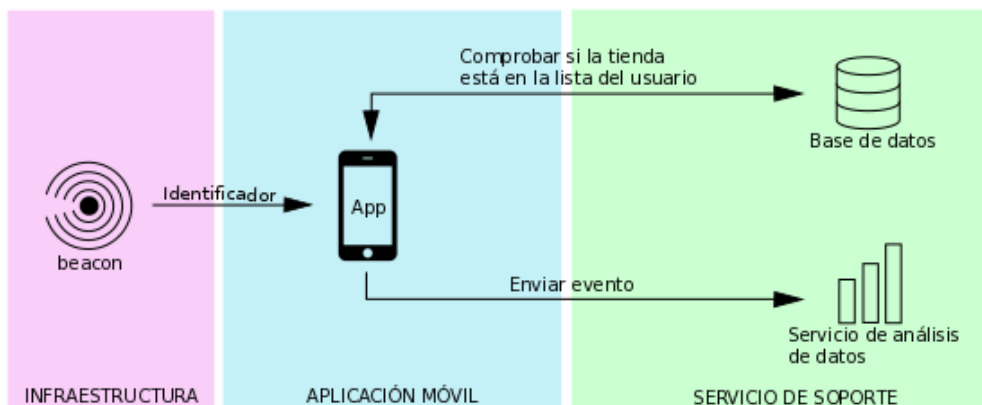 Comprobar si la tienda
está en la lista del usuario
Base de datos
Identificador
App
beacon
Enviar evento
Servicio de análisis
de datos
INFRAESTRUCTURA
APLICACIÓN MÓVIL
SERVICIO DE SOPORTE